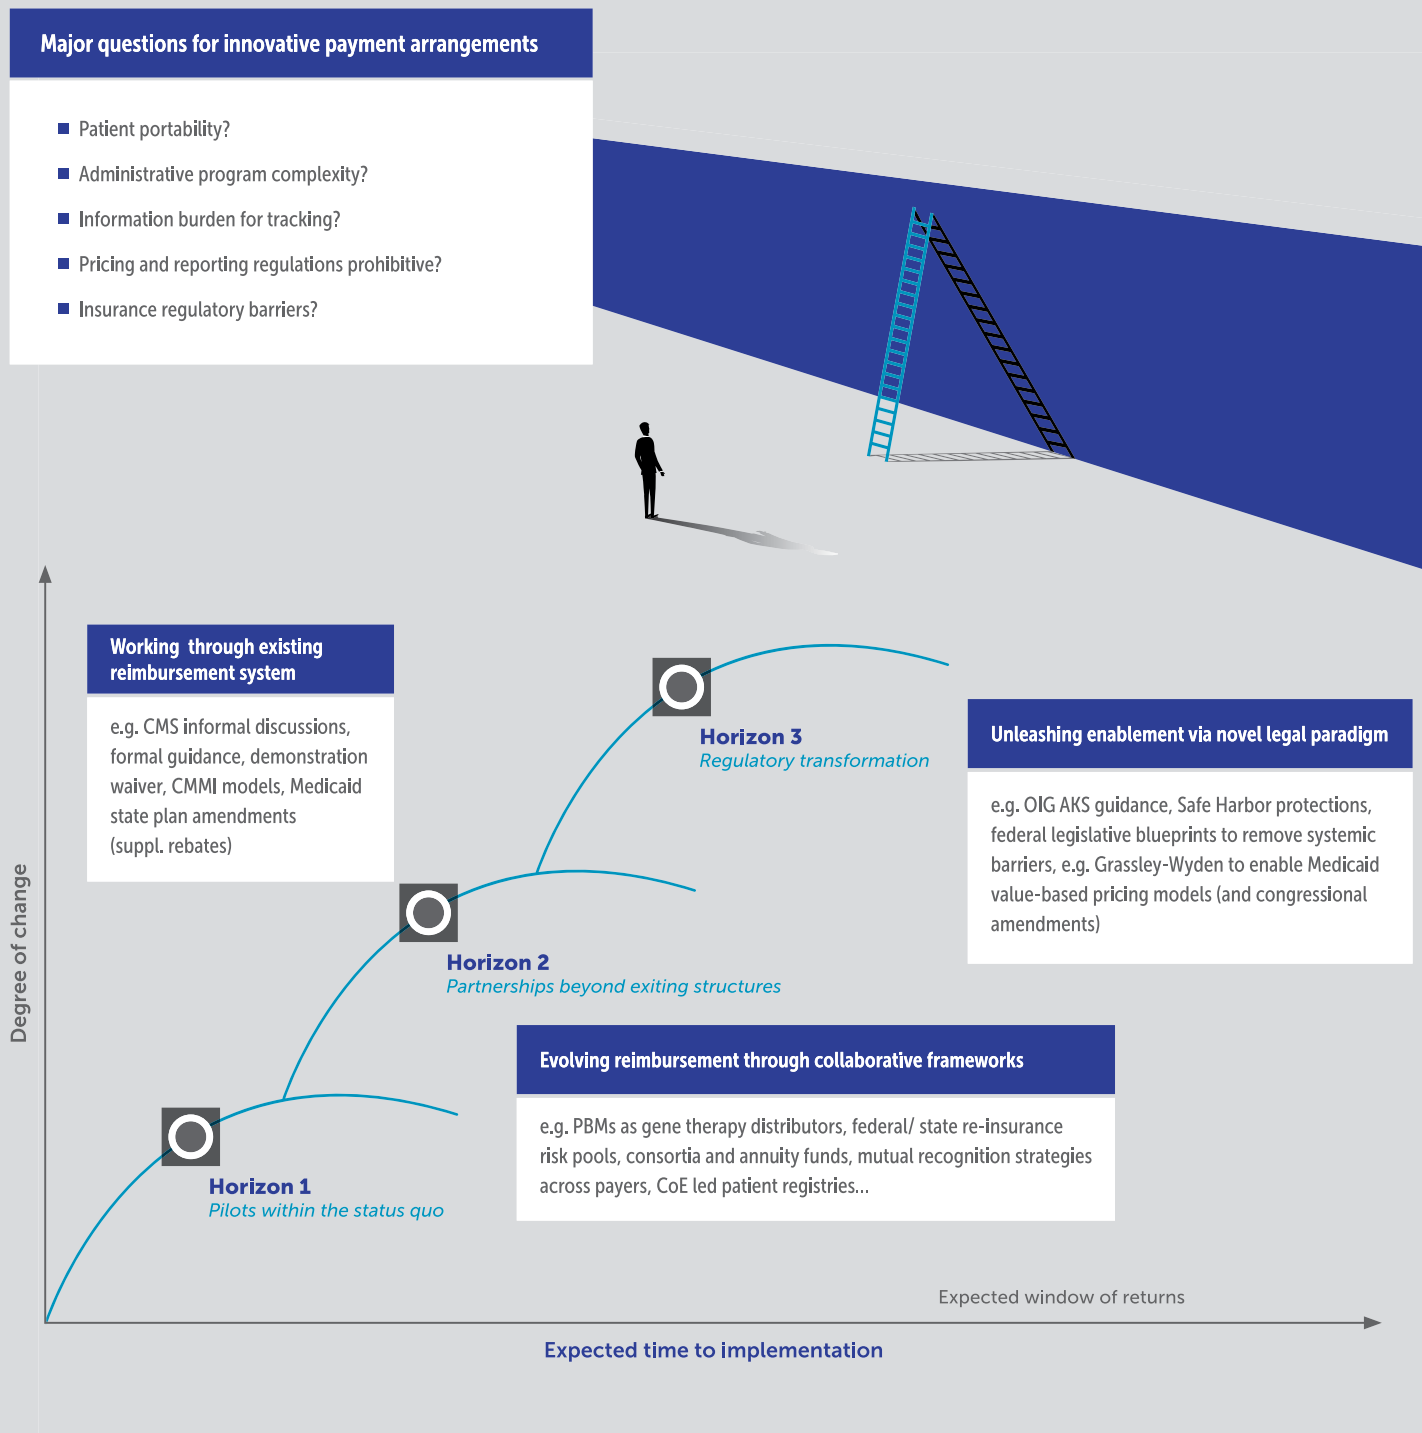 Major questions for innovative payment arrangements
Patient portability?
Administrative program complexity?
Information burden for tracking?
Pricing and reporting regulations prohibitive?
Insurance regulatory barriers?
Working through existing
reimbursement system
e.g. CMS informal discussions,
formal guidance, demonstration
waiver, CMMI models, Medicaid
state plan amendments
(suppl. rebates)
Horizon 3
Regulatory transformation
Unleashing enablement via novel legal paradigm
e.g. OIG AKS guidance, Safe Harbor protections,
federal legislative blueprints to remove systemic
barriers, e.g. Grassley-Wyden to enable Medicaid
value-based pricing models (and congressional
amendments)
Degree of change
Horizon 2
Partnerships beyond exiting structures
Evolving reimbursement through collaborative frameworks
e.g. PBMs as gene therapy distributors, federal/ state re-insurance
risk pools, consortia and annuity funds, mutual recognition strategies
across payers, CoE led patient registries...
Horizon 1
Pilots within the status quo
Expected window of returns
Expected time to implementation